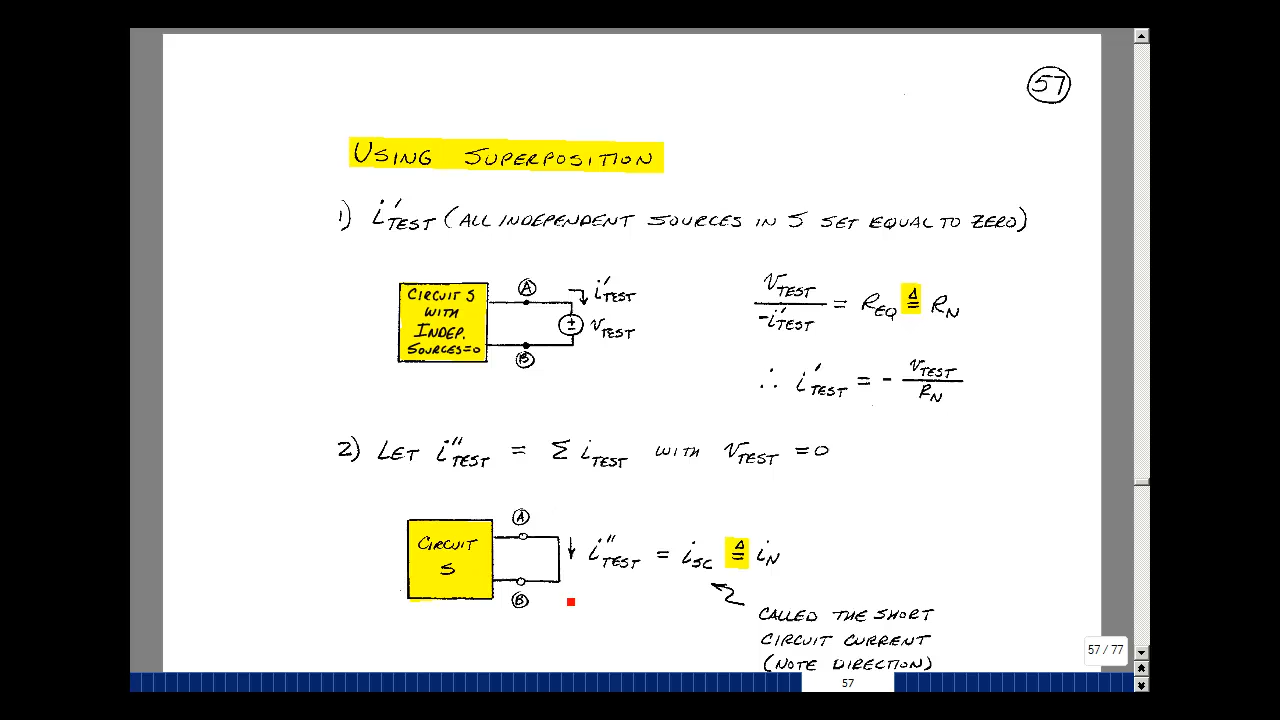 57
USING SUPERPOSITION
1) i'TEST (ALL INDEPENDENT SOURCES IN S SET EQUAL TO ZERO)
CIRCUIT S
WITH
INDEP.
SOURCES=0
A
i'TEST
+
−
VTEST
B
VTEST / -i'TEST = REQ ≜ RN
∴ i'TEST = - VTEST / RN
2) LET i"TEST = Σ iTEST WITH VTEST = 0
CIRCUIT
S
A
↓ i"TEST = iSC ≜ iN
B
CALLED THE SHORT
CIRCUIT CURRENT
(NOTE DIRECTION)
57 / 77
57